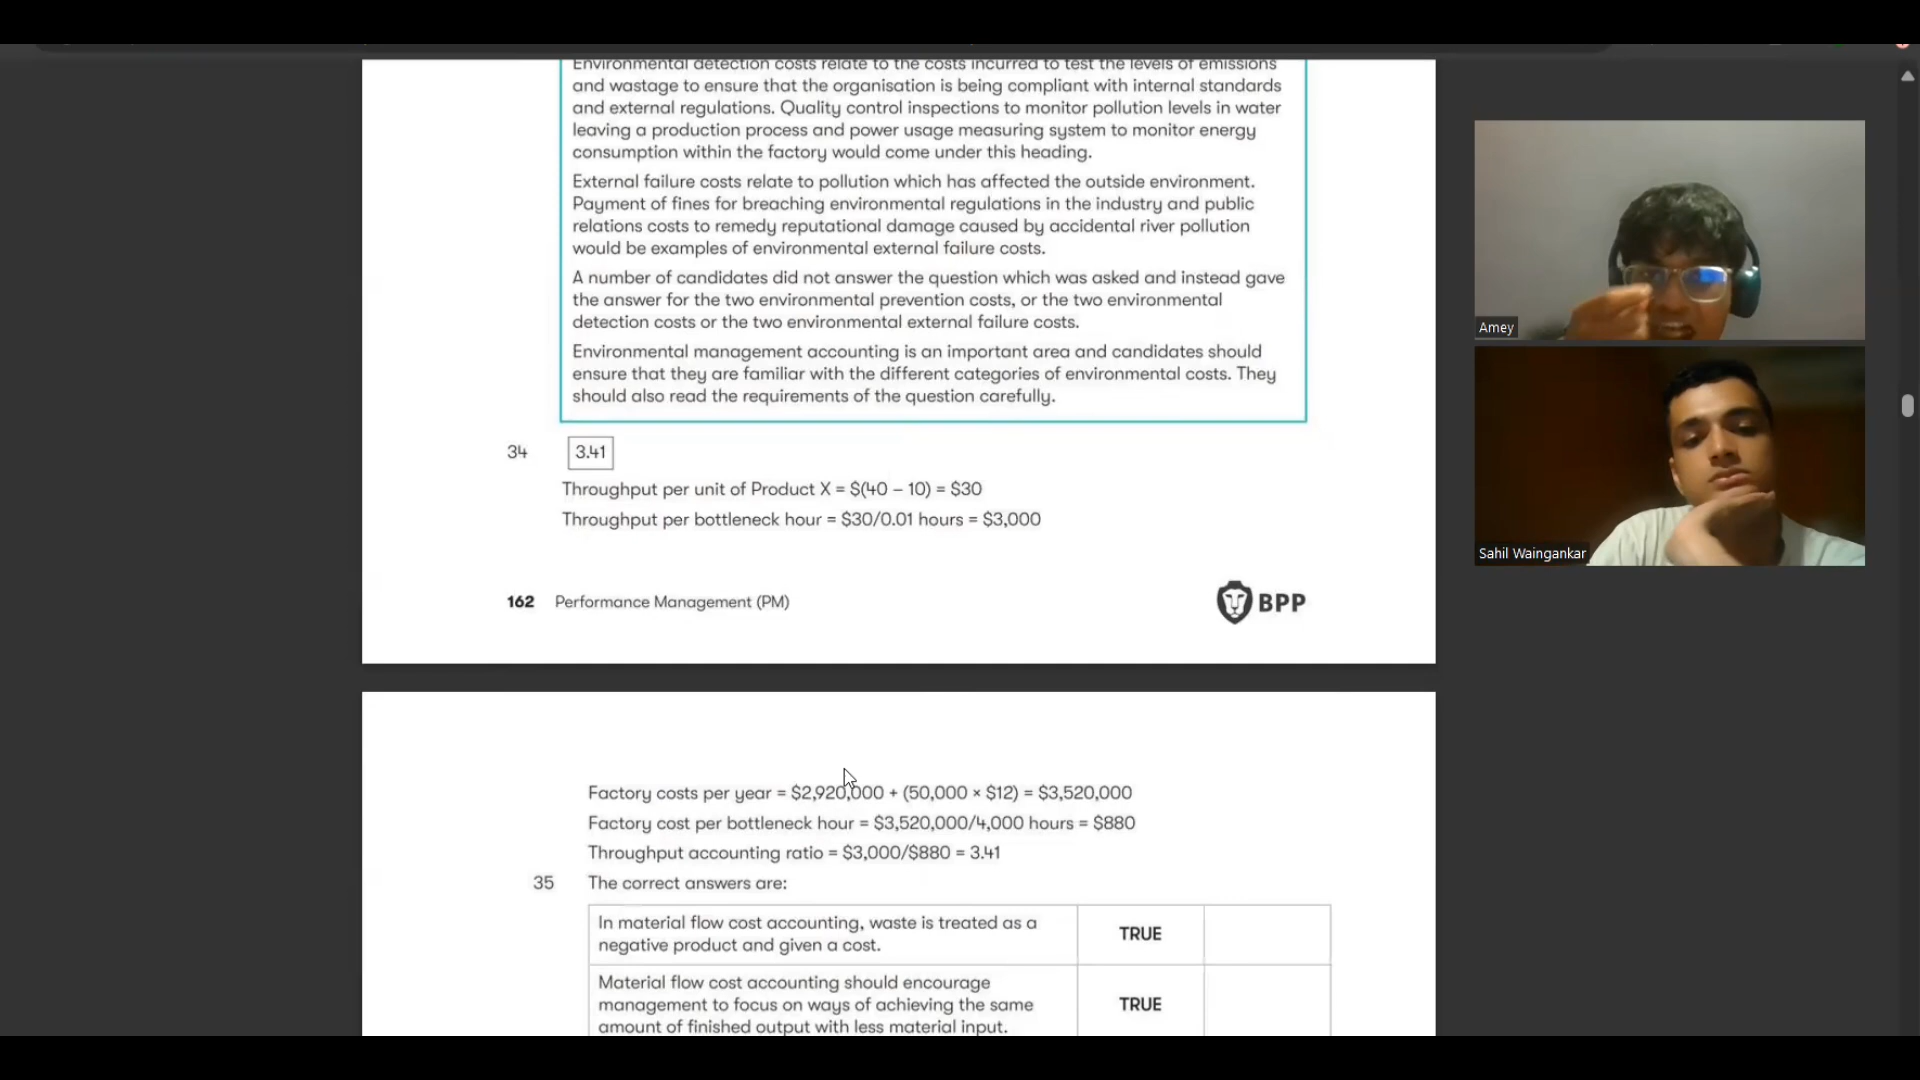 Environmental detection costs relate to the costs incurred to test the levels of emissions
and wastage to ensure that the organisation is being compliant with internal standards
and external regulations. Quality control inspections to monitor pollution levels in water
leaving a production process and power usage measuring system to monitor energy
consumption within the factory would come under this heading.
External failure costs relate to pollution which has affected the outside environment.
Payment of fines for breaching environmental regulations in the industry and public
relations costs to remedy reputational damage caused by accidental river pollution
would be examples of environmental external failure costs.
A number of candidates did not answer the question which was asked and instead gave
the answer for the two environmental prevention costs, or the two environmental
detection costs or the two environmental external failure costs.
Environmental management accounting is an important area and candidates should
ensure that they are familiar with the different categories of environmental costs. They
should also read the requirements of the question carefully.
34 3.41
Throughput per unit of Product X = $(40 – 10) = $30
Throughput per bottleneck hour = $30/0.01 hours = $3,000
162 Performance Management (PM) BPP
Factory costs per year = $2,920,000 + (50,000 × $12) = $3,520,000
Factory cost per bottleneck hour = $3,520,000/4,000 hours = $880
Throughput accounting ratio = $3,000/$880 = 3.41
35 The correct answers are:
In material flow cost accounting, waste is treated as a
negative product and given a cost.
TRUE
Material flow cost accounting should encourage
management to focus on ways of achieving the same
amount of finished output with less material input.
TRUE
Amey
Sahil Waingankar